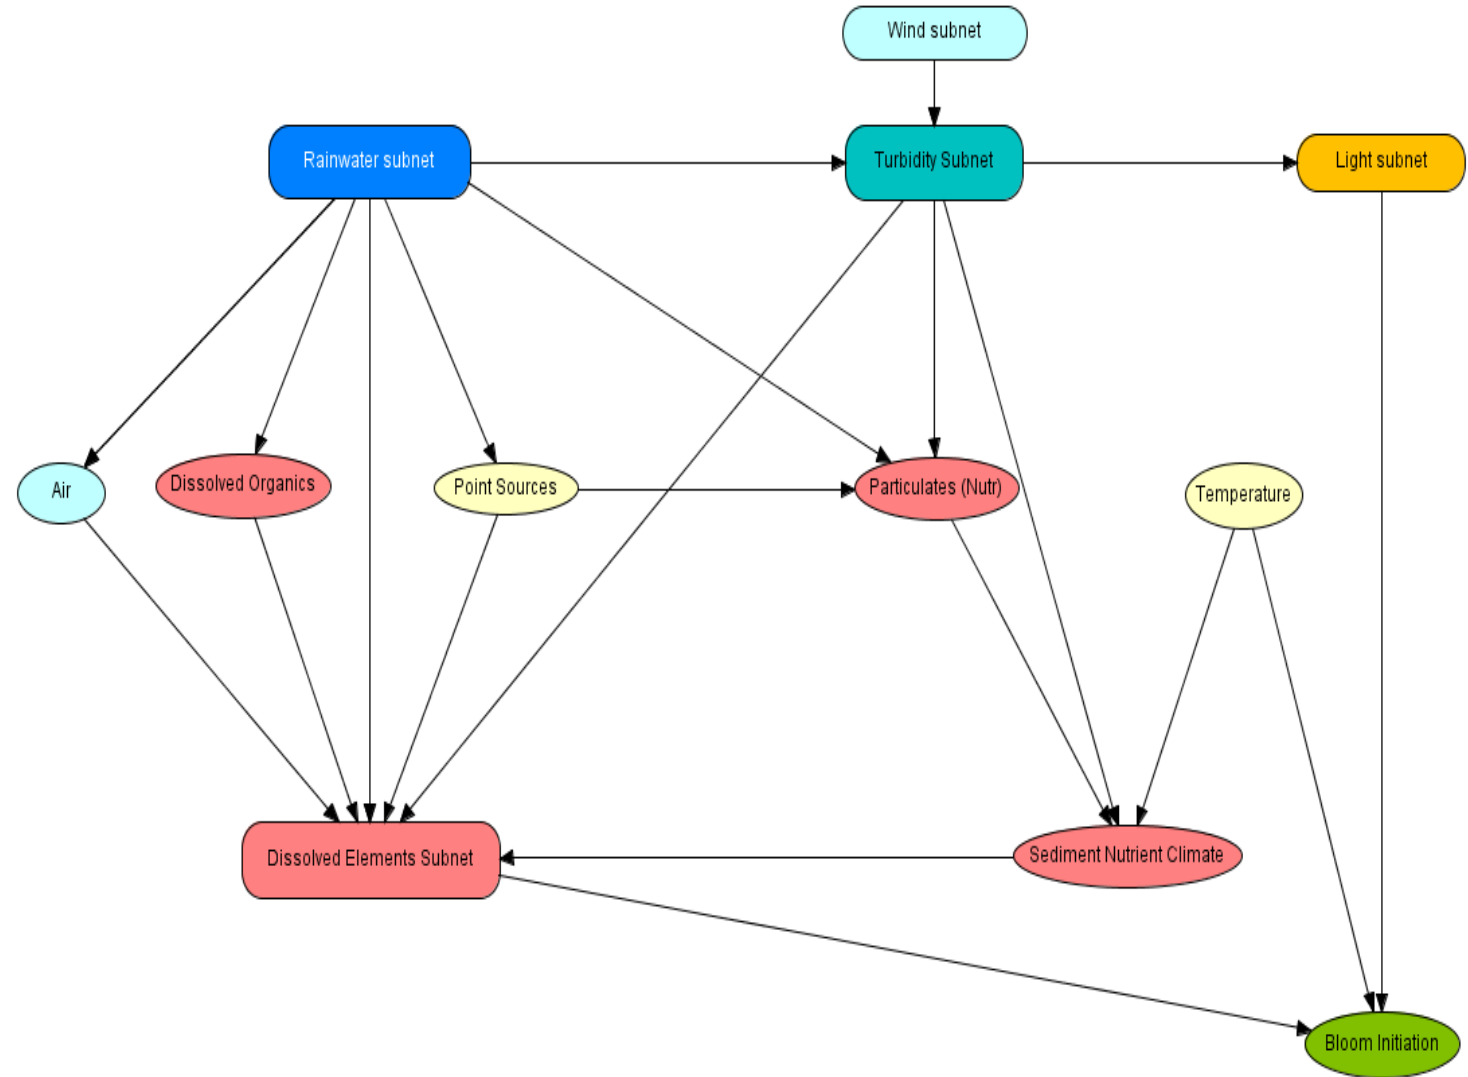 Wind subnet
Rainwater subnet
Turbidity Subnet
Light subnet
Air
Dissolved Organics
Point Sources
Particulates (Nutr)
Temperature
Dissolved Elements Subnet
Sediment Nutrient Climate
Bloom Initiation